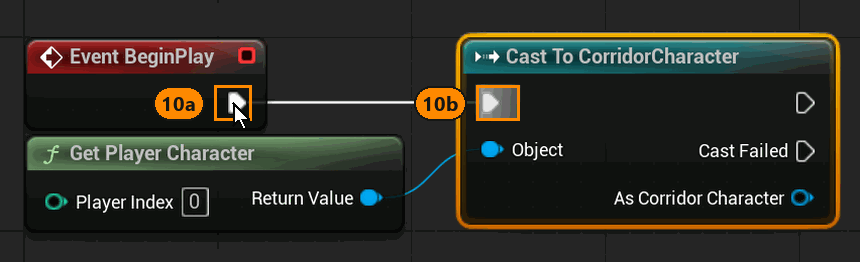 Event BeginPlay
10a
Get Player Character
Player Index 0
Return Value
Cast To CorridorCharacter
10b
Object
Cast Failed
As Corridor Character